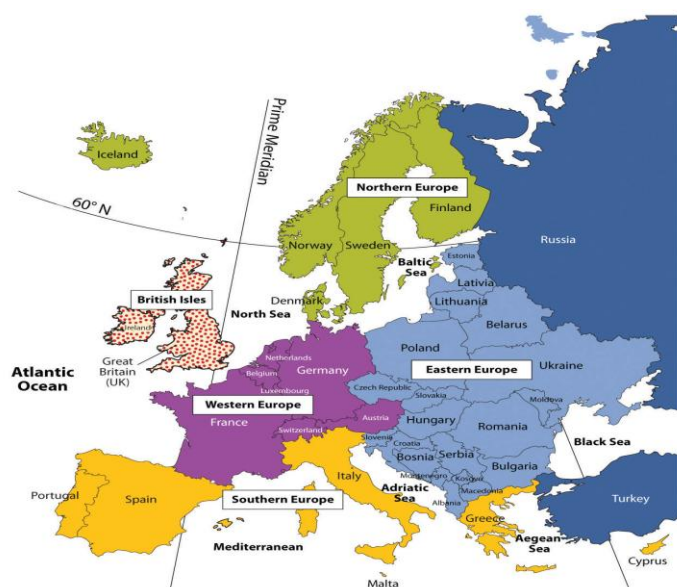 Prime Meridian
Iceland
60° N
Northern Europe
Finland
Norway
Sweden
Russia
Baltic
Sea
Estonia
Lativia
Lithuania
Denmark
North Sea
British Isles
Ireland
Great
Britain
(UK)
Atlantic
Ocean
Belarus
Netherlands
Belgium
Germany
Luxembourg
Poland
Eastern Europe
Ukraine
Western Europe
France
Czech Republic
Slovakia
Moldova
Austria
Switzerland
Hungary
Romania
Slovenia
Croatia
Bosnia
Serbia
Black Sea
Montenegro
Kosovo
Bulgaria
Macedonia
Albania
Italy
Adriatic
Sea
Portugal
Spain
Southern Europe
Greece
Aegean
Sea
Turkey
Mediterranean
Malta
Cyprus